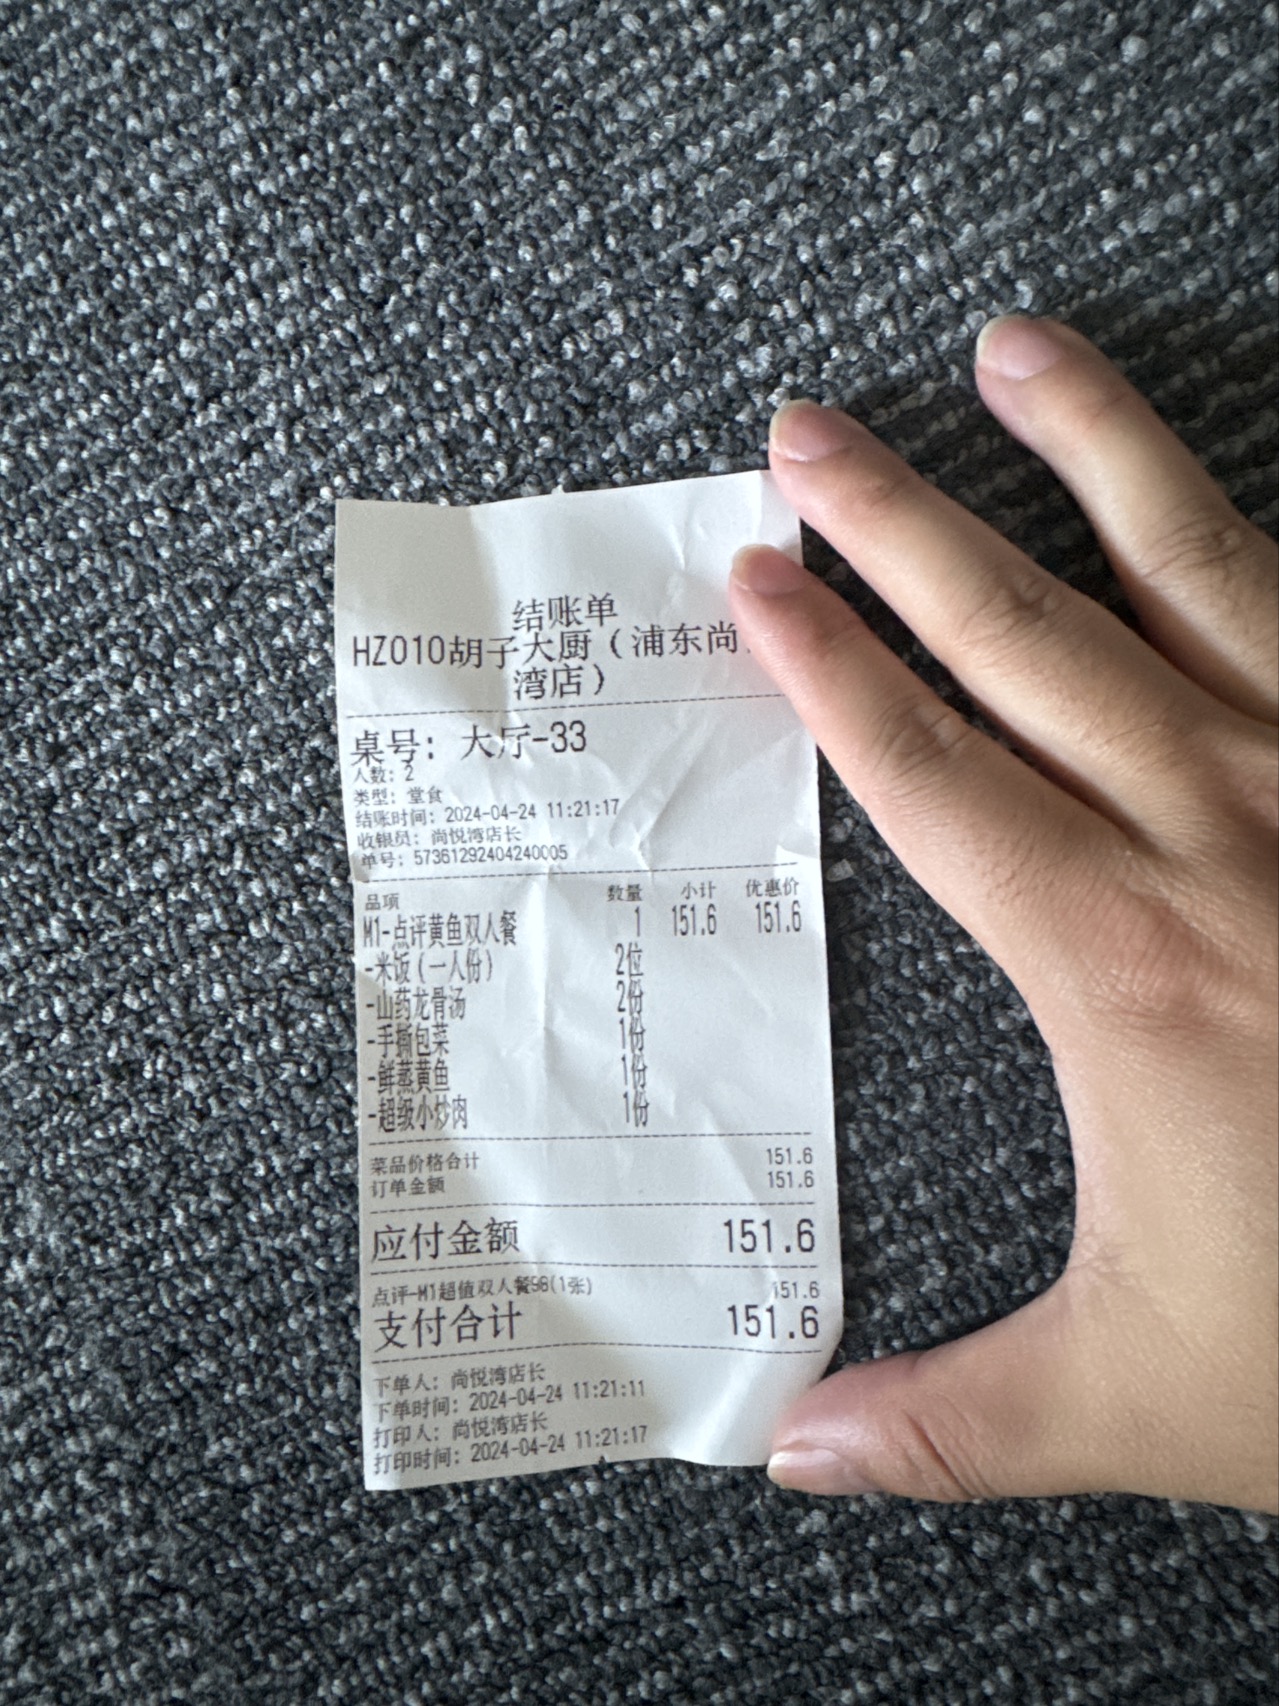 结账单
HZ010胡子大厨（浦东尚
湾店）
桌号：大厅-33
人数：2
类型：堂食
结账时间：2024-04-24 11:21:17
收银员：尚悦湾店长
单号：57361292404240005
品项 数量 小计 优惠价
M1-点评黄鱼双人餐 1 151.6 151.6
-米饭（一人份） 2位
-山药龙骨汤 2份
-手撕包菜 1份
-鲜蒸黄鱼 1份
-超级小炒肉 1份
菜品价格合计 151.6
订单金额 151.6
应付金额 151.6
点评-M1超值双人餐98(1张) 151.6
支付合计 151.6
下单人：尚悦湾店长
下单时间：2024-04-24 11:21:11
打印人：尚悦湾店长
打印时间：2024-04-24 11:21:17